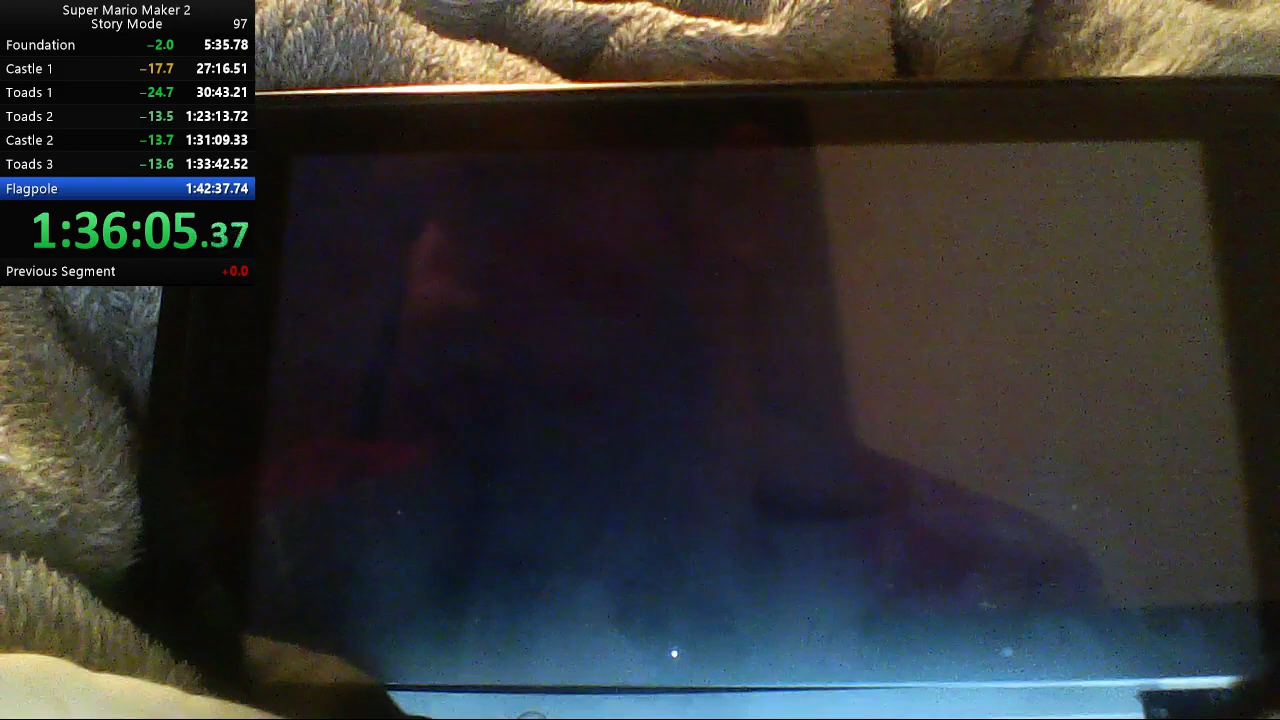 Super Mario Maker 2
Story Mode 97
Foundation −2.0 5:35.78
Castle 1 −17.7 27:16.51
Toads 1 −24.7 30:43.21
Toads 2 −13.5 1:23:13.72
Castle 2 −13.7 1:31:09.33
Toads 3 −13.6 1:33:42.52
Flagpole 1:42:37.74
1:36:05.37
Previous Segment +0.0